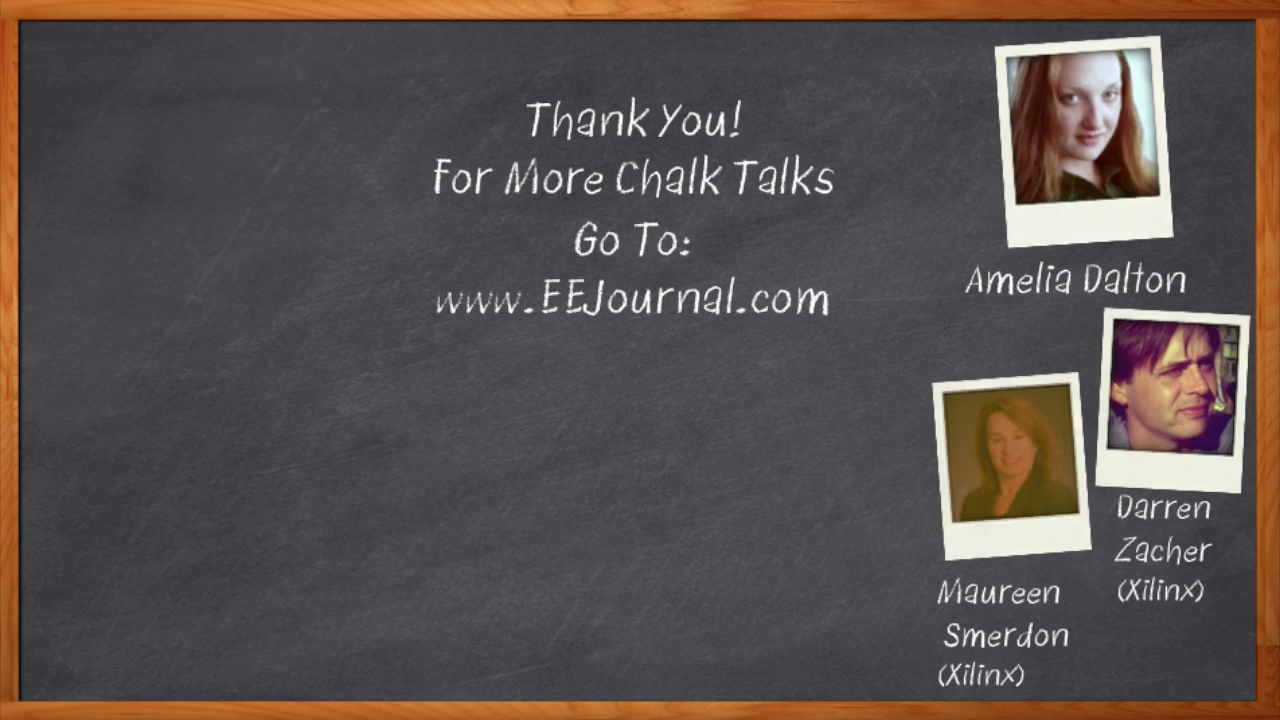 Thank You!
For More Chalk Talks
Go To:
www.EEJournal.com
Amelia Dalton
Darren
Zacher
(Xilinx)
Maureen
Smerdon
(Xilinx)